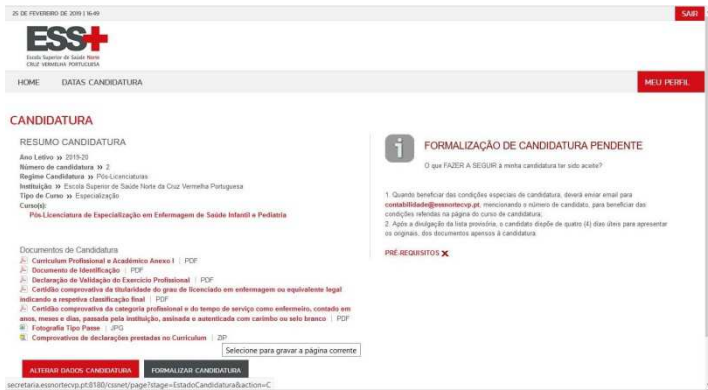 25 DE FEVEREIRO DE 2019 | 16:49
SAIR
ESS+
Escola Superior de Saúde Norte
CRUZ VERMELHA PORTUGUESA
HOME DATAS CANDIDATURA
MEU PERFIL
CANDIDATURA
RESUMO CANDIDATURA
Ano Letivo » 2019-20
Número de candidatura » 2
Regime Candidatura » Pós-Licenciaturas
Instituição » Escola Superior de Saúde Norte da Cruz Vermelha Portuguesa
Tipo de Curso » Especialização
Curso(s):
Pós-Licenciatura de Especialização em Enfermagem de Saúde Infantil e Pediatria
Documentos de Candidatura
Curriculum Profissional e Académico Anexo I | PDF
Documento de Identificação | PDF
Declaração de Validação do Exercício Profissional | PDF
Certidão comprovativa da titularidade do grau de licenciado em enfermagem ou equivalente legal
indicando a respetiva classificação final | PDF
Certidão comprovativa da categoria profissional e do tempo de serviço como enfermeiro, contado em
anos, meses e dias, passada pela instituição, assinada e autenticada com carimbo ou selo branco | PDF
Fotografia Tipo Passe | JPG
Comprovativos de declarações prestadas no Curriculum | ZIP
Selecione para gravar a página corrente
ALTERAR DADOS CANDIDATURA FORMALIZAR CANDIDATURA
secretaria.essnortecvp.pt:8180/cssnet/page?stage=EstadoCandidatura&action=C
i
FORMALIZAÇÃO DE CANDIDATURA PENDENTE
O que FAZER A SEGUIR à minha candidatura ter sido aceite?
1. Quando beneficiar das condições especiais de candidatura, deverá enviar email para
contabilidade@essnortecvp.pt, mencionando o número de candidato, para beneficiar das
condições referidas na página do curso de candidatura;
2. Após a divulgação da lista provisória, o candidato dispõe de quatro (4) dias úteis para apresentar
os originais, dos documentos apensos à candidatura.
PRÉ-REQUISITOS ✕